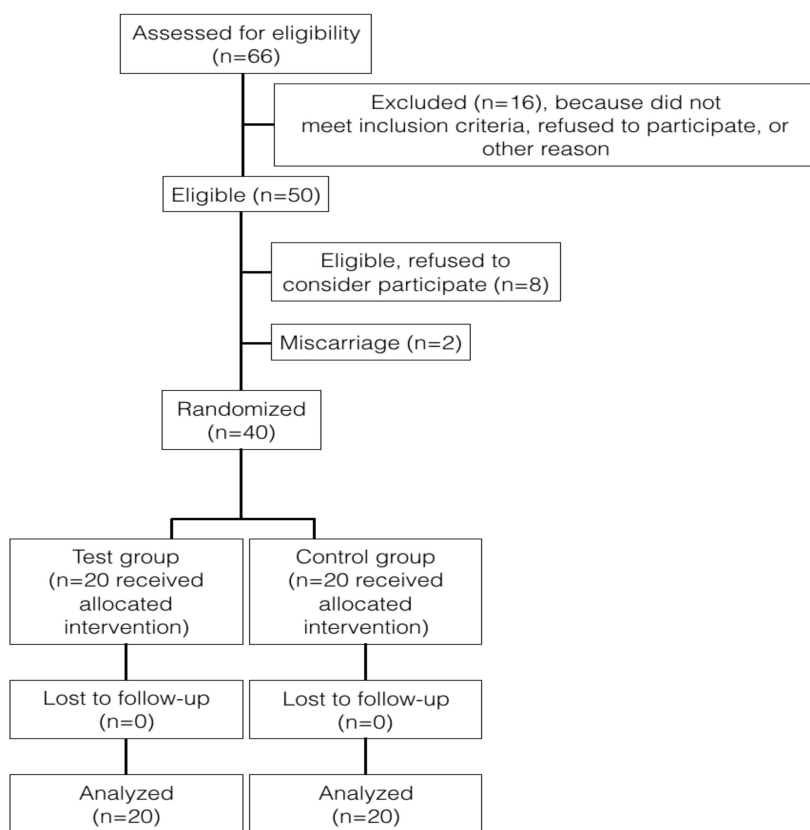 Assessed for eligibility
(n=66)
Excluded (n=16), because did not
meet inclusion criteria, refused to participate, or
other reason
Eligible (n=50)
Eligible, refused to
consider participate (n=8)
Miscarriage (n=2)
Randomized
(n=40)
Test group
(n=20 received
allocated
intervention)
Control group
(n=20 received
allocated
intervention)
Lost to follow-up
(n=0)
Lost to follow-up
(n=0)
Analyzed
(n=20)
Analyzed
(n=20)